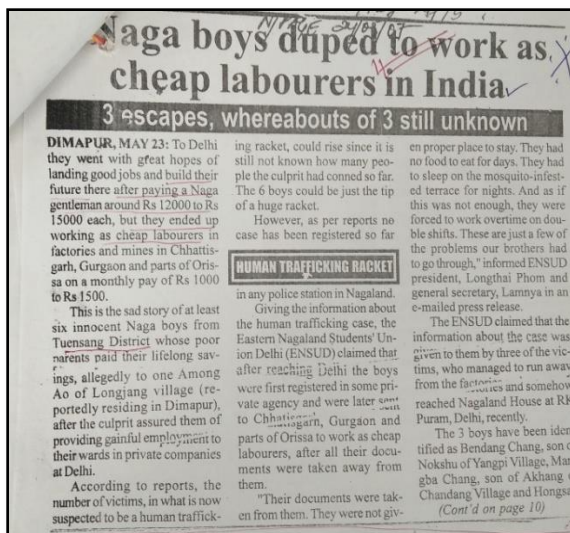 Naga boys duped to work as
cheap labourers in India
3 escapes, whereabouts of 3 still unknown
DIMAPUR, MAY 23: To Delhi
they went with great hopes of
landing good jobs and build their
future there after paying a Naga
gentleman around Rs 12000 to Rs
15000 each, but they ended up
working as cheap labourers in
factories and mines in Chhattis-
garh, Gurgaon and parts of Oris-
sa on a monthly pay of Rs 1000
to Rs 1500.
This is the sad story of at least
six innocent Naga boys from
Tuensang District whose poor
parents paid their lifelong sav-
ings, allegedly to one Among
Ao of Longjang village (re-
portedly residing in Dimapur),
after the culprit assured them of
providing gainful employment to
their wards in private companies
at Delhi.
According to reports, the
number of victims, in what is now
suspected to be a human traffick-
ing racket, could rise since it is
still not known how many peo-
ple the culprit had conned so far.
The 6 boys could be just the tip
of a huge racket.
However, as per reports no
case has been registered so far
HUMAN TRAFFICKING RACKET
in any police station in Nagaland.
Giving the information about
the human trafficking case, the
Eastern Nagaland Students' Un-
ion Delhi (ENSUD) claimed that
after reaching Delhi the boys
were first registered in some pri-
vate agency and were later sent
to Gurgaon and
parts of Orissa to work as cheap
labourers, after all their docu-
ments were taken away from
them.
"Their documents were tak-
en from them. They were not giv-
en proper place to stay. They had
no food to eat for days. They had
to sleep on the mosquito-infest-
ed terrace for nights. And as if
this was not enough, they were
forced to work overtime on dou-
ble shifts. These are just a few of
the problems our brothers had
to go through," informed ENSUD
president, Longthai Phom and
general secretary, Lamnya in an
e-mailed press release.
The ENSUD claimed that the
information about the case was
given to them by three of the vic-
tims, who managed to run away
from the factories and somehow
reached Nagaland House at RK
Puram, Delhi, recently.
The 3 boys have been iden
tified as Bendang Chang, son o
Nokshu of Yangpi Village, Man
gba Chang, son of Akhang
Chandang Village and Hongsa
(Cont'd on page 10)